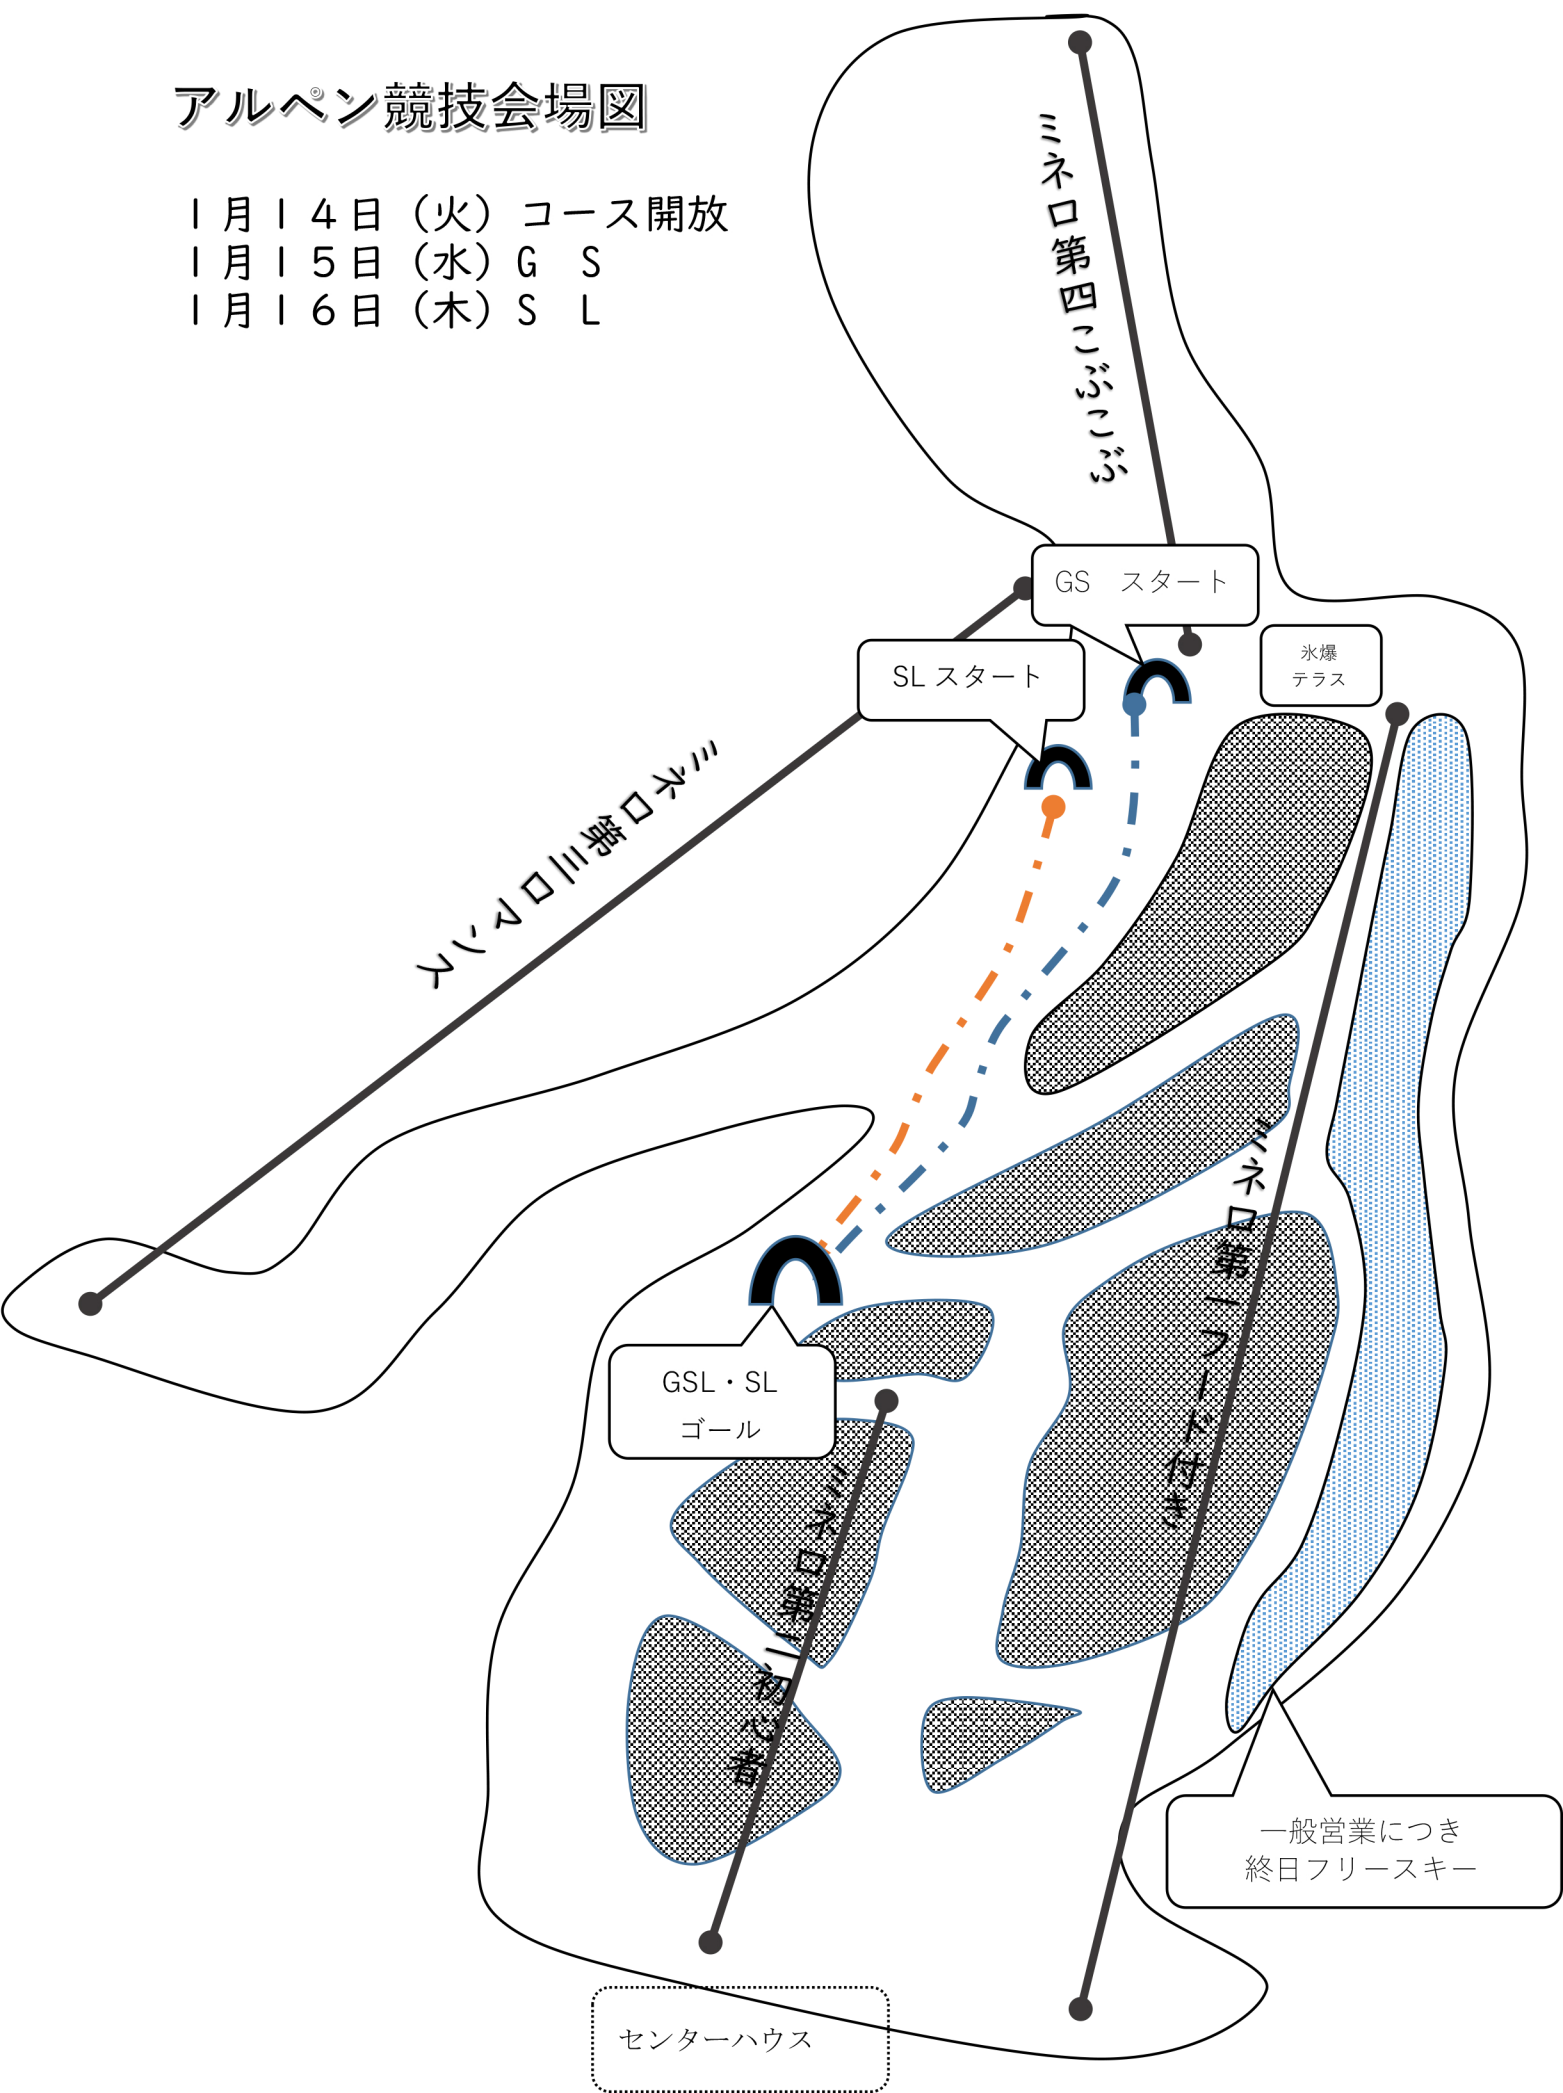 アルペン競技会場図
１月１４日（火）コース開放
１月１５日（水）Ｇ　Ｓ
１月１６日（木）Ｓ　Ｌ
ミネロ第四こぶこぶ
GS　スタート
SL スタート
氷爆
テラス
ミネロ第三ロマンス
ミネロ第一フード付き
GSL・SL
ゴール
ミネロ第二初心者
一般営業につき
終日フリースキー
センターハウス